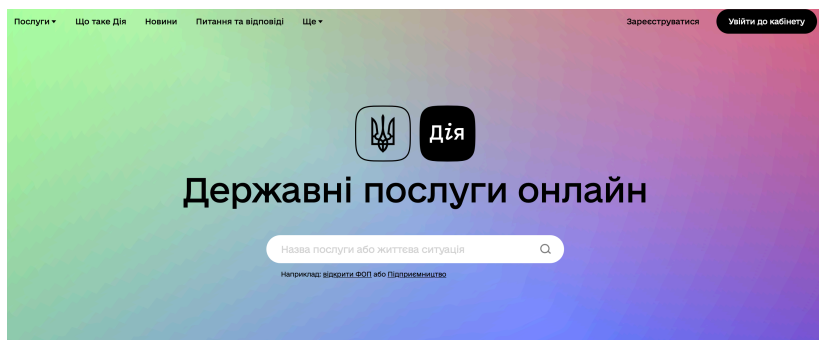 Послуги Що таке Дія Новини Питання та відповіді Ще Зареєструватися Увійти до кабінету
Дія
Державні послуги онлайн
Назва послуги або життєва ситуація
Наприклад: відкрити ФОП або Підприємництво